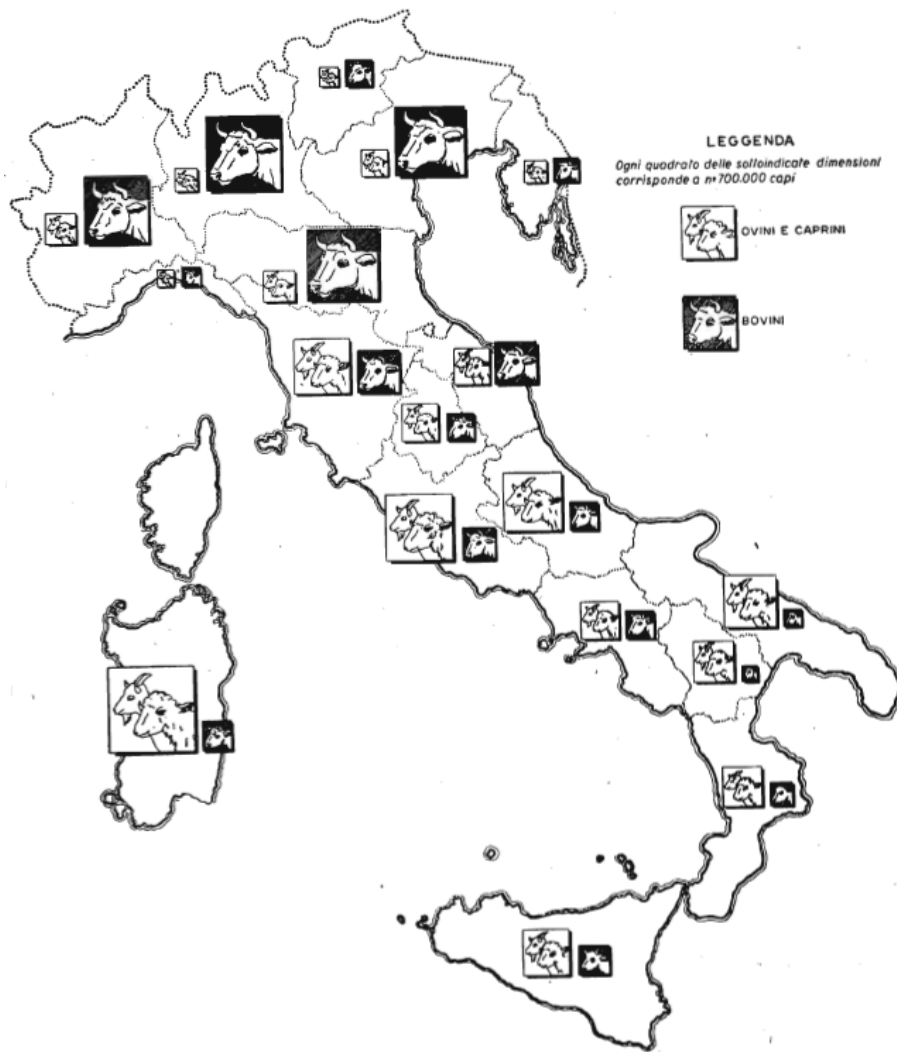 LEGGENDA
Ogni quadrato delle sottoindicate dimensioni
corrisponde a n° 700.000 capi
OVINI E CAPRINI
BOVINI